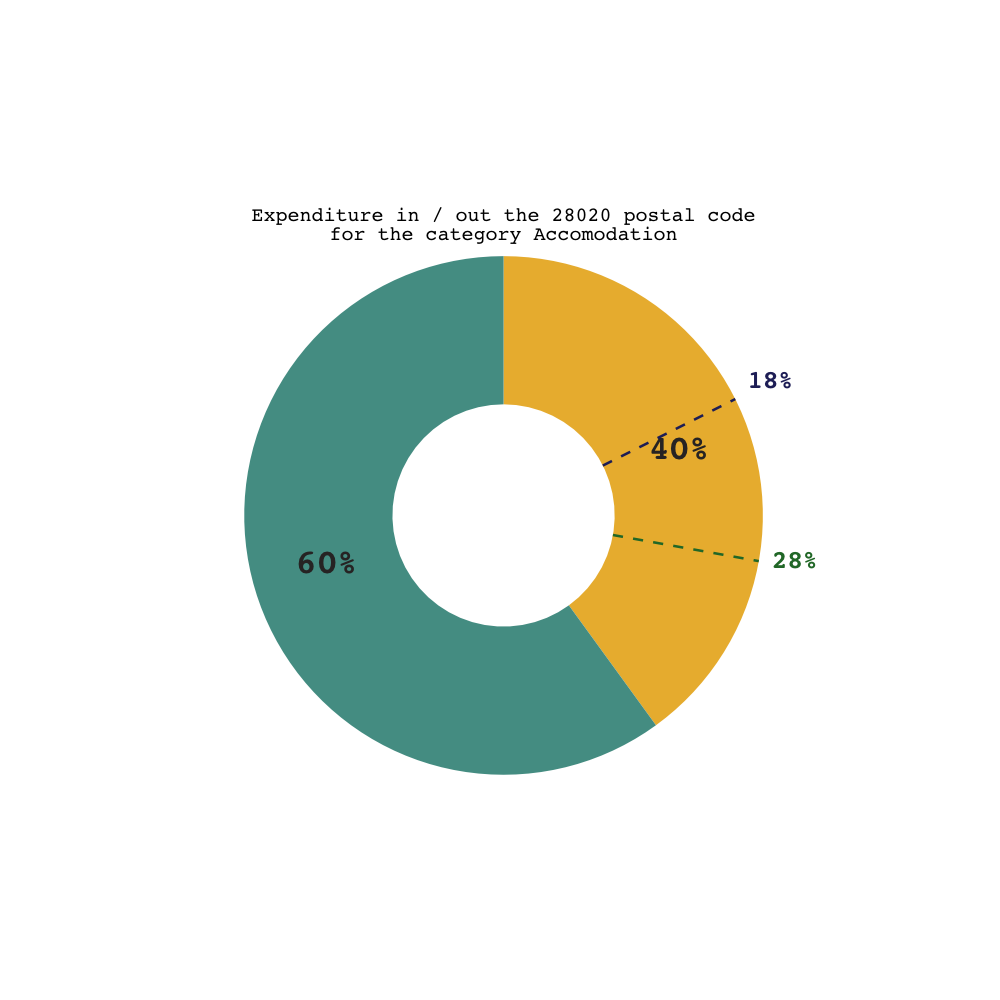 Expenditure in / out the 28020 postal code
for the category Accomodation
18%
40%
28%
60%